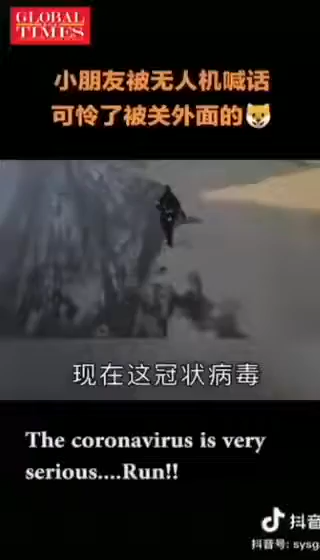 GLOBAL
TIMES
小朋友被无人机喊话
可怜了被关外面的
现在这冠状病毒
The coronavirus is very
serious....Run!!
抖音
抖音号: sysg